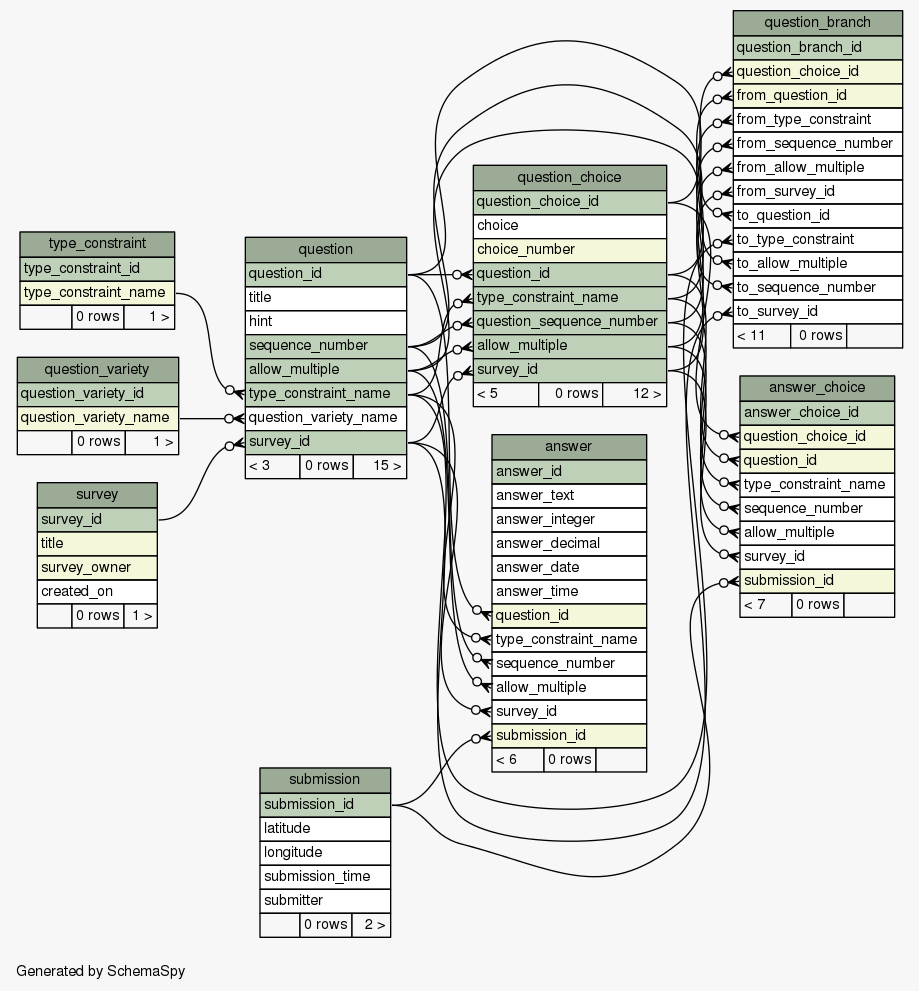 type_constraint
type_constraint_id
type_constraint_name
0 rows 1 >
question_variety
question_variety_id
question_variety_name
0 rows 1 >
survey
survey_id
title
survey_owner
created_on
0 rows 1 >
question
question_id
title
hint
sequence_number
allow_multiple
type_constraint_name
question_variety_name
survey_id
< 3 0 rows 15 >
question_choice
question_choice_id
choice
choice_number
question_id
type_constraint_name
question_sequence_number
allow_multiple
survey_id
< 5 0 rows 12 >
question_branch
question_branch_id
question_choice_id
from_question_id
from_type_constraint
from_sequence_number
from_allow_multiple
from_survey_id
to_question_id
to_type_constraint
to_allow_multiple
to_sequence_number
to_survey_id
< 11 0 rows
answer_choice
answer_choice_id
question_choice_id
question_id
type_constraint_name
sequence_number
allow_multiple
survey_id
submission_id
< 7 0 rows
answer
answer_id
answer_text
answer_integer
answer_decimal
answer_date
answer_time
question_id
type_constraint_name
sequence_number
allow_multiple
survey_id
submission_id
< 6 0 rows
submission
submission_id
latitude
longitude
submission_time
submitter
0 rows 2 >
Generated by SchemaSpy